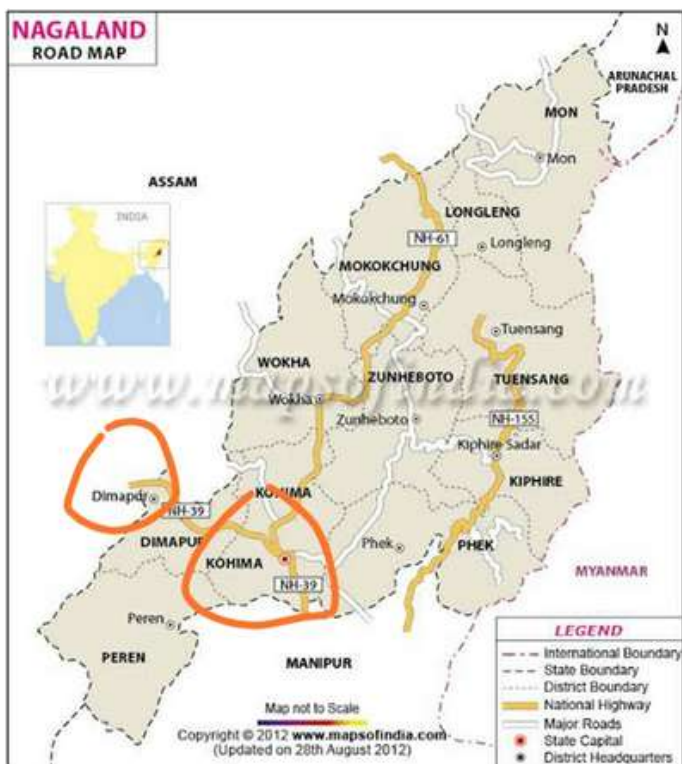 NAGALAND
ROAD MAP
N
ARUNACHAL
PRADESH
MON
Mon
ASSAM
INDIA
LONGLENG
NH-61
Longleng
MOKOKCHUNG
Mokokchung
Tuensang
WOKHA
ZUNHEBOTO
TUENSANG
www.mapsofindia.com
Wokha
Zunheboto
NH-155
Kiphire Sadar
KIPHIRE
Dimapur
KOHIMA
NH-39
DIMAPUR
KOHIMA
Phek
PHEK
NH-39
MYANMAR
Peren
PEREN
MANIPUR
LEGEND
International Boundary
State Boundary
District Boundary
National Highway
Major Roads
State Capital
District Headquarters
Map not to Scale
Copyright © 2012 www.mapsofindia.com
(Updated on 28th August 2012)